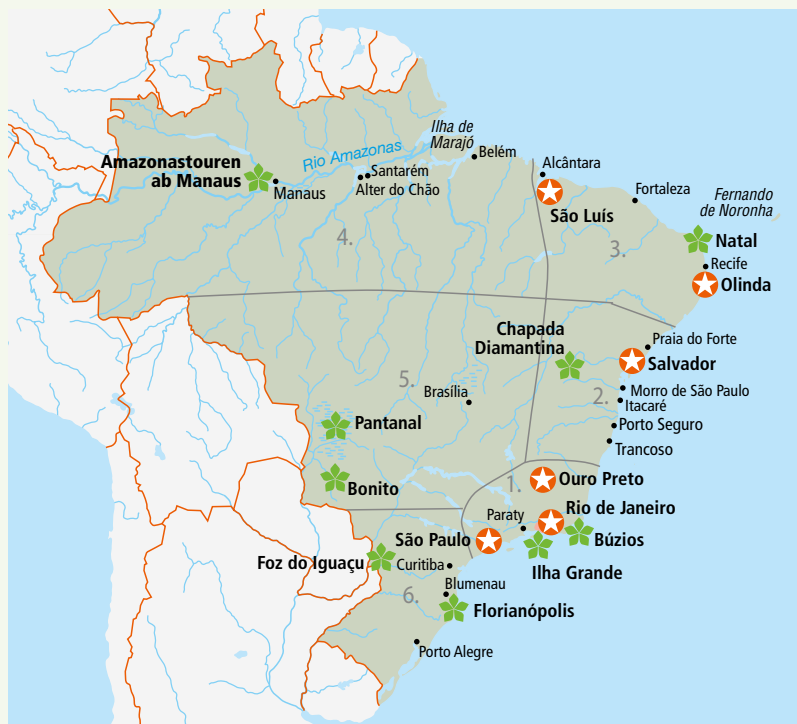 Ilha de
Marajó
Rio Amazonas
Belém
Alcântara
Amazonastouren
ab Manaus
Santarém
Manaus
Alter do Chão
Fortaleza
São Luís
Fernando
de Noronha
4.
3.
Natal
Recife
Olinda
Chapada
Diamantina
Praia do Forte
Salvador
5.
Brasília
2.
Morro de São Paulo
Itacaré
Pantanal
Porto Seguro
Trancoso
Bonito
1.
Ouro Preto
Rio de Janeiro
Paraty
São Paulo
Búzios
Foz do Iguaçu
Curitiba
Ilha Grande
Blumenau
6.
Florianópolis
Porto Alegre